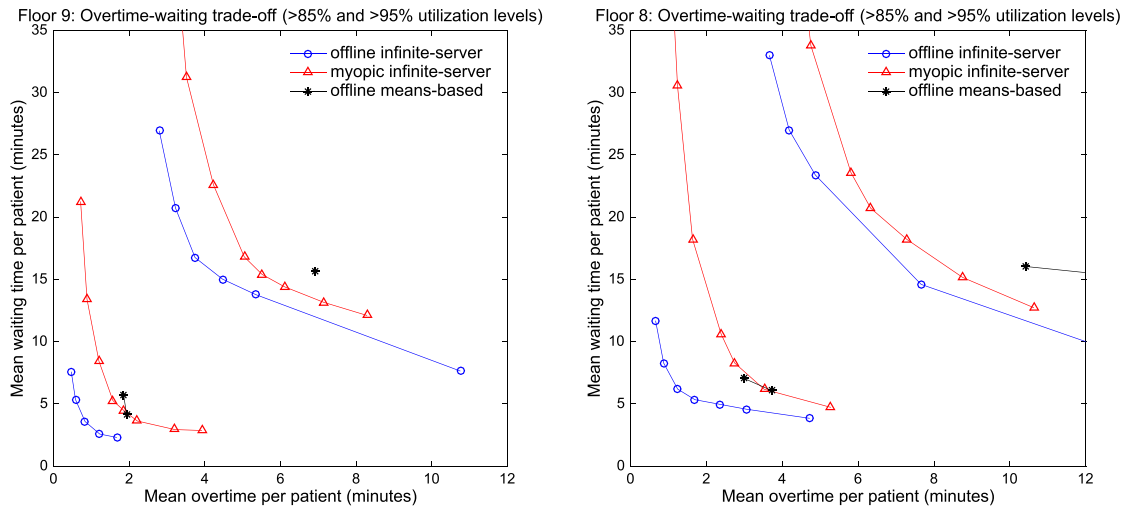 Floor 9: Overtime-waiting trade-off (>85% and >95% utilization levels)
offline infinite-server
myopic infinite-server
offline means-based
Mean waiting time per patient (minutes)
35
30
25
20
15
10
5
0
0 2 4 6 8 10 12
Mean overtime per patient (minutes)
Floor 8: Overtime-waiting trade-off (>85% and >95% utilization levels)
offline infinite-server
myopic infinite-server
offline means-based
Mean waiting time per patient (minutes)
35
30
25
20
15
10
5
0
0 2 4 6 8 10 12
Mean overtime per patient (minutes)